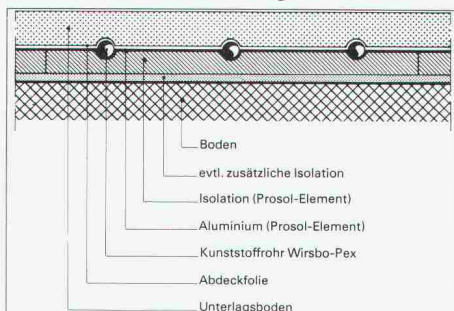 Boden
evtl. zusätzliche Isolation
Isolation (Prosol-Element)
Aluminium (Prosol-Element)
Kunststoffrohr Wirsbo-Pex
Abdeckfolie
Unterlagsboden